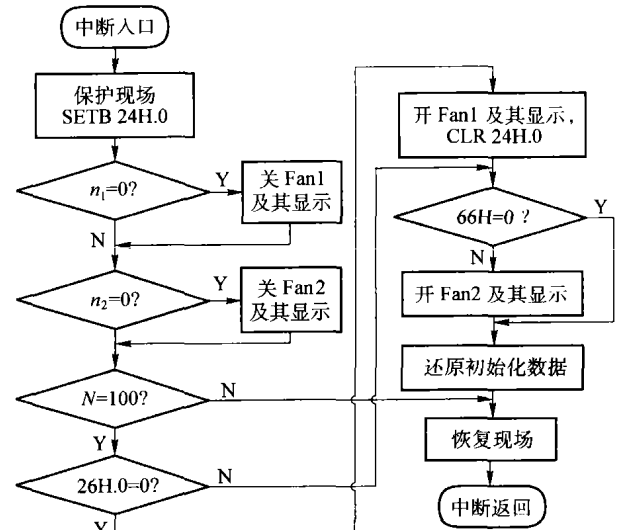 中断入口
保护现场
SETB 24H.0
n₁=0?
Y
关 Fan1
及其显示
N
n₂=0?
Y
关 Fan2
及其显示
N=100?
N
Y
26H.0=0?
N
Y
开 Fan1 及其显示,
CLR 24H.0
66H=0 ?
Y
N
开 Fan2 及其显示
还原初始化数据
恢复现场
中断返回